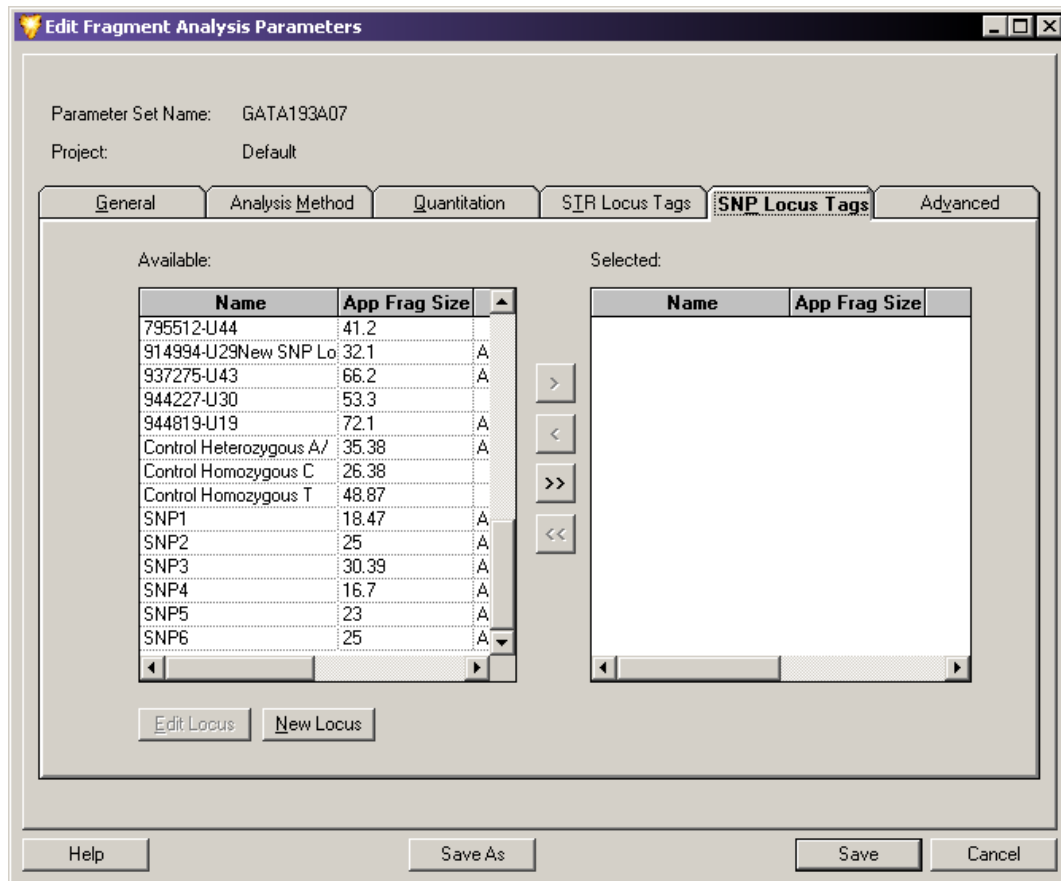 Edit Fragment Analysis Parameters
Parameter Set Name: GATA193A07
Project: Default
General Analysis Method Quantitation STR Locus Tags SNP Locus Tags Advanced
Available: Selected:
Name App Frag Size Name App Frag Size
795512-U44 41.2
914994-U29New SNP Lo 32.1 A
937275-U43 66.2 A
944227-U30 53.3
944819-U19 72.1 A
Control Heterozygous A/ 35.38 A
Control Homozygous C 26.38
Control Homozygous T 48.87
SNP1 18.47 A
SNP2 25 A
SNP3 30.39 A
SNP4 16.7 A
SNP5 23 A
SNP6 25 A
>
<
>>
<<
Edit Locus New Locus
Help Save As Save Cancel